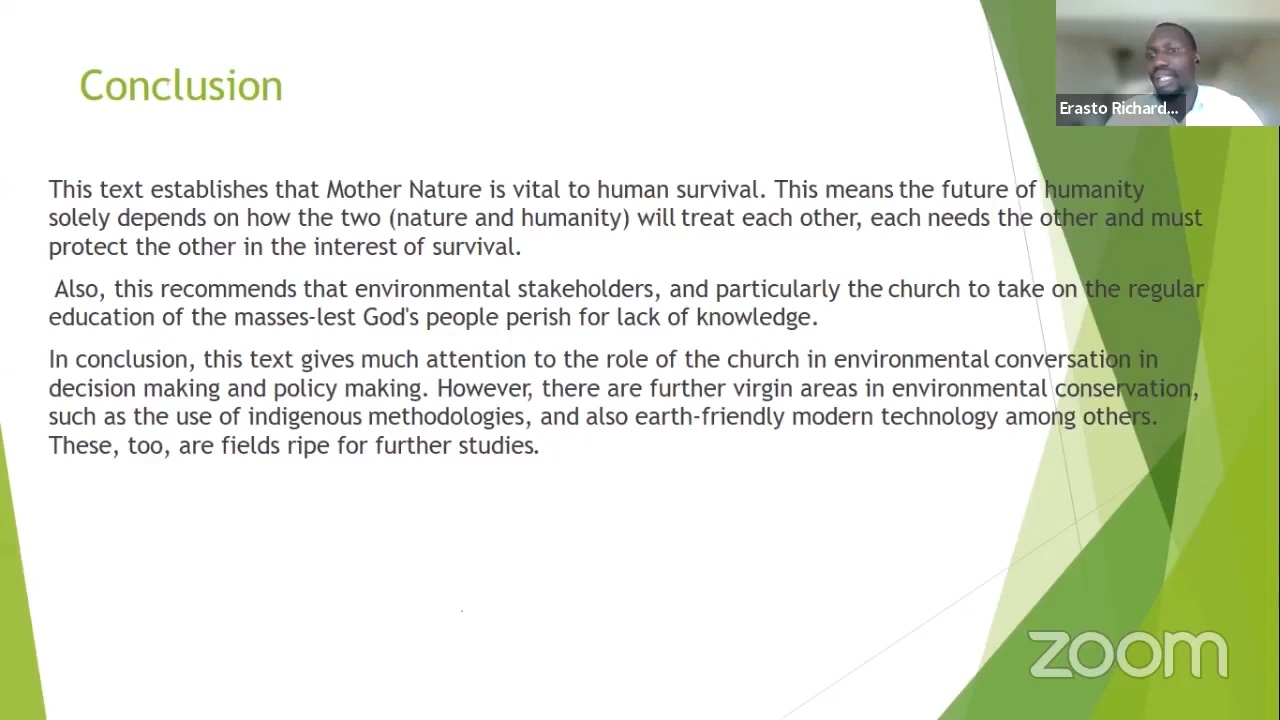 Conclusion
Erasto Richard...
This text establishes that Mother Nature is vital to human survival. This means the future of humanity
solely depends on how the two (nature and humanity) will treat each other, each needs the other and must
protect the other in the interest of survival.
Also, this recommends that environmental stakeholders, and particularly the church to take on the regular
education of the masses-lest God's people perish for lack of knowledge.
In conclusion, this text gives much attention to the role of the church in environmental conversation in
decision making and policy making. However, there are further virgin areas in environmental conservation,
such as the use of indigenous methodologies, and also earth-friendly modern technology among others.
These, too, are fields ripe for further studies.
zoom